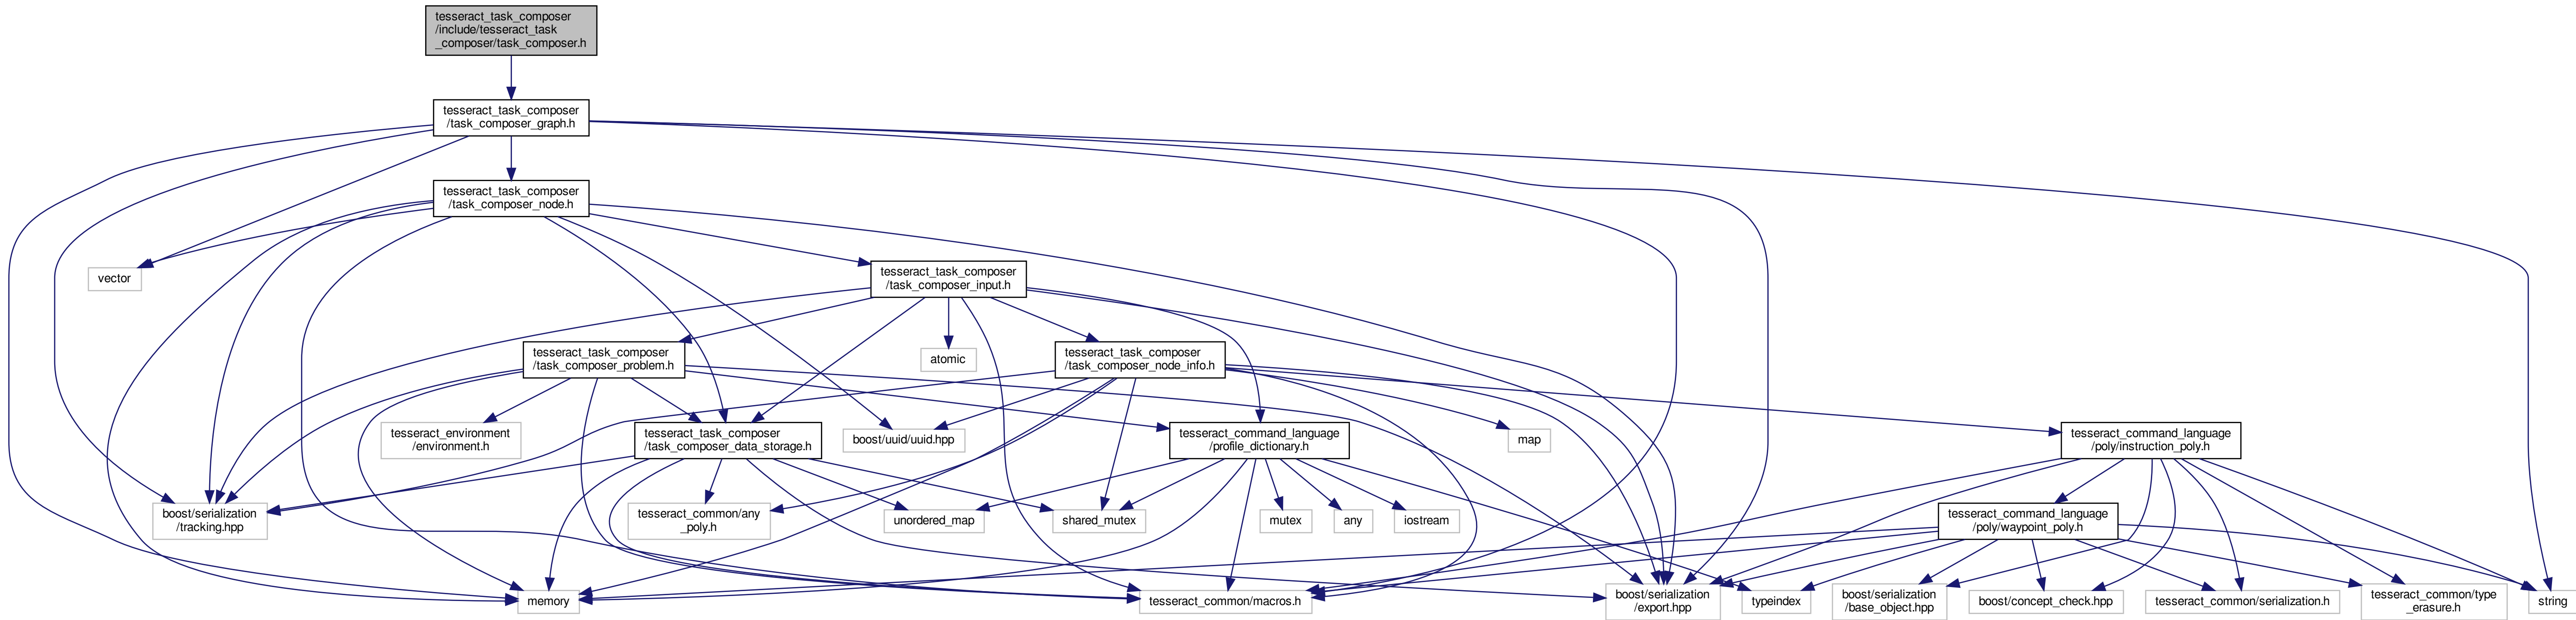 tesseract_task_composer
/include/tesseract_task
_composer/task_composer.h
tesseract_task_composer
/task_composer_graph.h
tesseract_task_composer
/task_composer_node.h
vector
tesseract_task_composer
/task_composer_input.h
tesseract_task_composer
/task_composer_problem.h
atomic
tesseract_task_composer
/task_composer_node_info.h
tesseract_environment
/environment.h
tesseract_task_composer
/task_composer_data_storage.h
boost/uuid/uuid.hpp
tesseract_command_language
/profile_dictionary.h
map
tesseract_command_language
/poly/instruction_poly.h
boost/serialization
/tracking.hpp
tesseract_common/any
_poly.h
unordered_map
shared_mutex
mutex
any
iostream
tesseract_command_language
/poly/waypoint_poly.h
memory
tesseract_common/macros.h
boost/serialization
/export.hpp
typeindex
boost/serialization
/base_object.hpp
boost/concept_check.hpp
tesseract_common/serialization.h
tesseract_common/type
_erasure.h
string